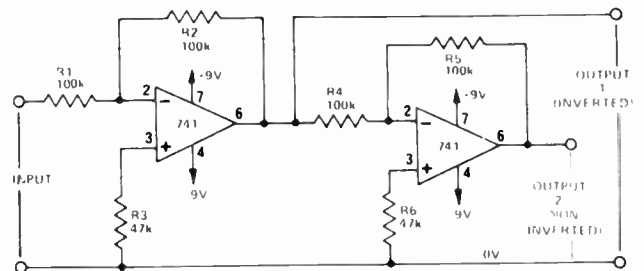 R2
100k
R1
100k
-9V
2
7
6
741
3
4
9V
R3
47k
INPUT
R4
100k
R5
100k
-9V
2
7
6
741
3
4
9V
R6
47k
0V
OUTPUT
1
(INVERTED)
OUTPUT
2
NON
INVERTED)